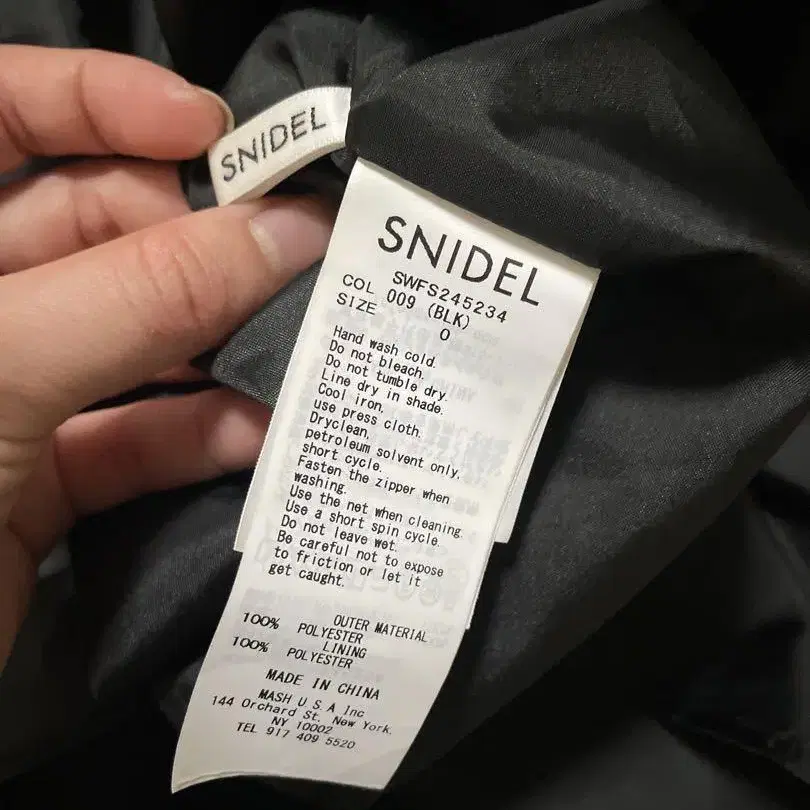 SNIDEL
SNIDEL
SWFS245234
COL 009 (BLK)
SIZE 0
Hand wash cold.
Do not bleach.
Do not tumble dry.
Line dry in shade.
Cool iron,
use press cloth.
Dryclean,
petroleum solvent only,
short cycle.
Fasten the zipper when
washing.
Use the net when cleaning.
Use a short spin cycle.
Do not leave wet.
Be careful not to expose
to friction or let it
get caught.
OUTER MATERIAL
100% POLYESTER
LINING
100% POLYESTER
MADE IN CHINA
MASH U S A Inc
144 Orchard St, New York,
NY 10002
TEL 917 409 5520